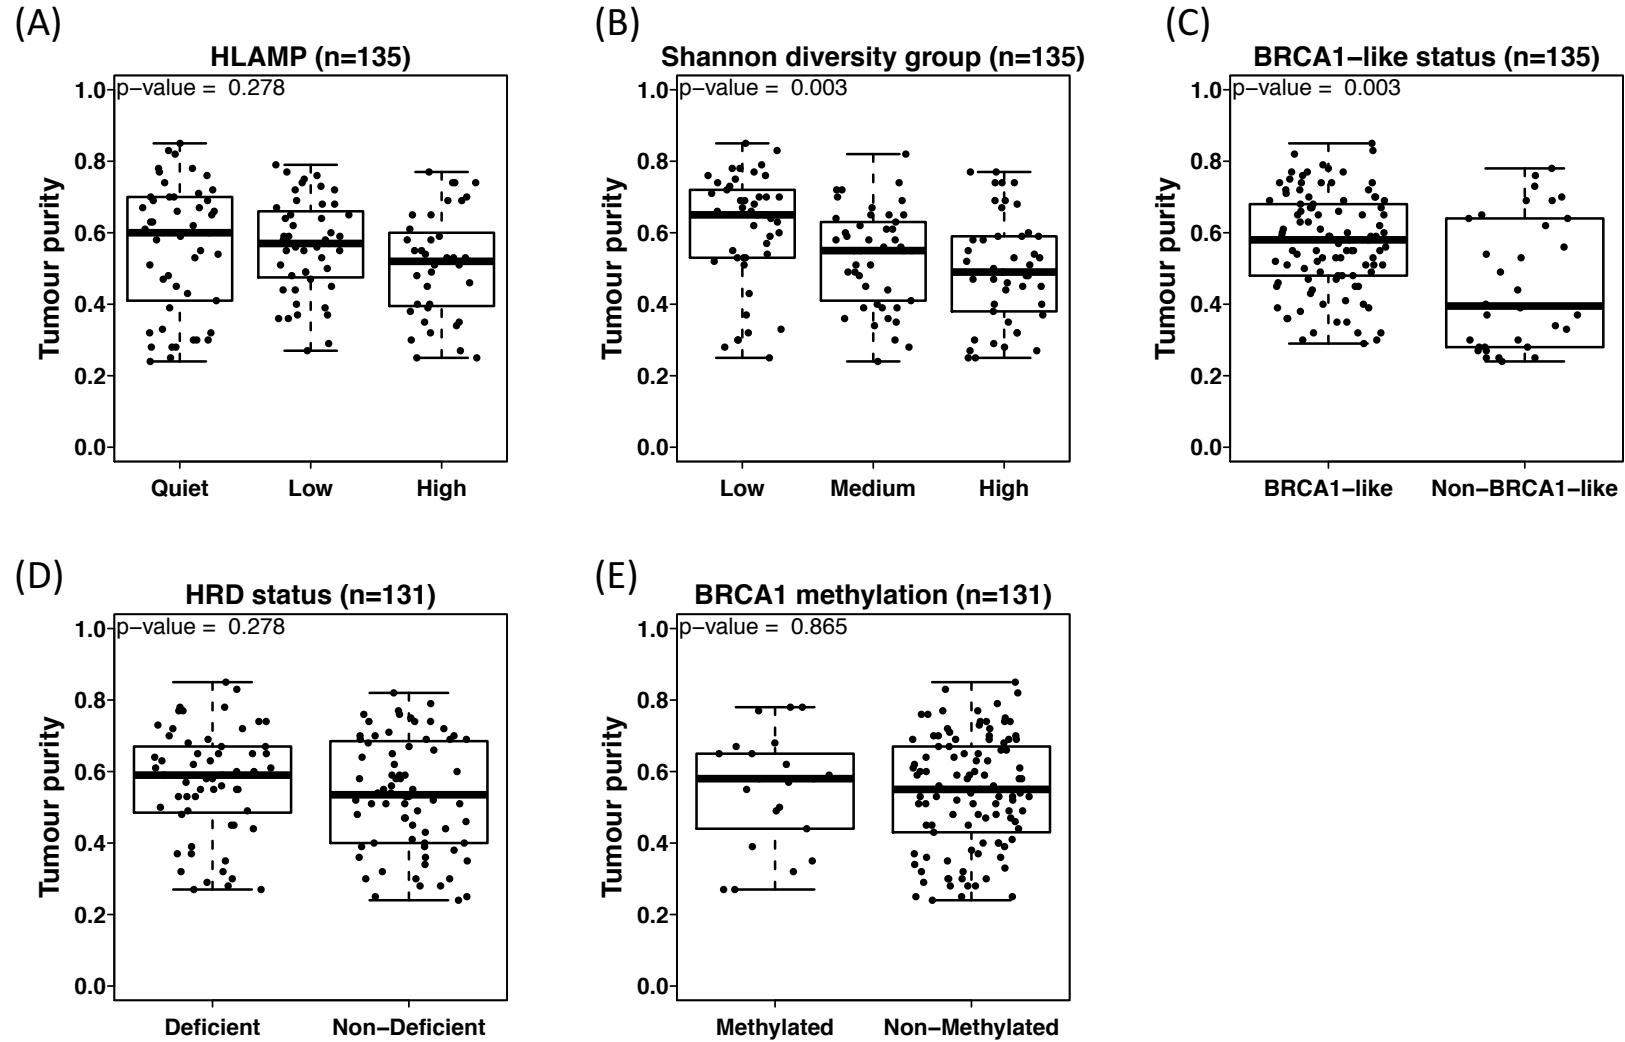 (A)
HLAMP (n=135)
p−value = 0.278
Tumour purity
1.0
0.8
0.6
0.4
0.2
0.0
Quiet Low High
(B)
Shannon diversity group (n=135)
p−value = 0.003
Tumour purity
1.0
0.8
0.6
0.4
0.2
0.0
Low Medium High
(C)
BRCA1−like status (n=135)
p−value = 0.003
Tumour purity
1.0
0.8
0.6
0.4
0.2
0.0
BRCA1−like Non−BRCA1−like
(D)
HRD status (n=131)
p−value = 0.278
Tumour purity
1.0
0.8
0.6
0.4
0.2
0.0
Deficient Non−Deficient
(E)
BRCA1 methylation (n=131)
p−value = 0.865
Tumour purity
1.0
0.8
0.6
0.4
0.2
0.0
Methylated Non−Methylated